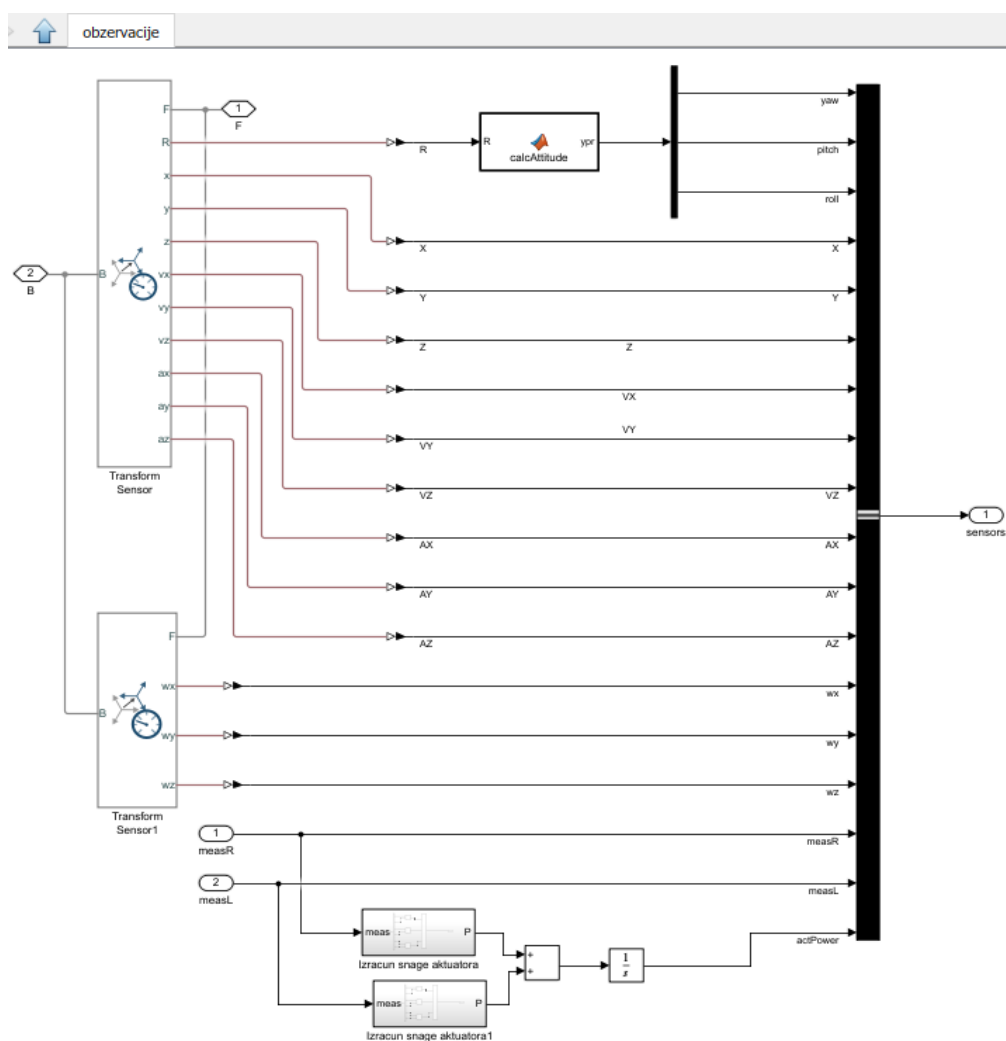 obzervacije
F
1
F
yaw
R
R
R
ypr
calcAttitude
pitch
x
y
roll
z
X
X
2
B
B
vx
vy
Y
Y
vz
Z
Z
ax
VX
ay
VY
az
VY
Transform
Sensor
VZ
VZ
1
sensors
AX
AX
AY
AY
F
AZ
AZ
wx
wx
B
wy
wy
wz
wz
Transform
Sensor1
1
measR
measR
2
measL
measL
meas
P
actPower
Izracun snage aktuatora
+
+
1
s
meas
P
Izracun snage aktuatora1